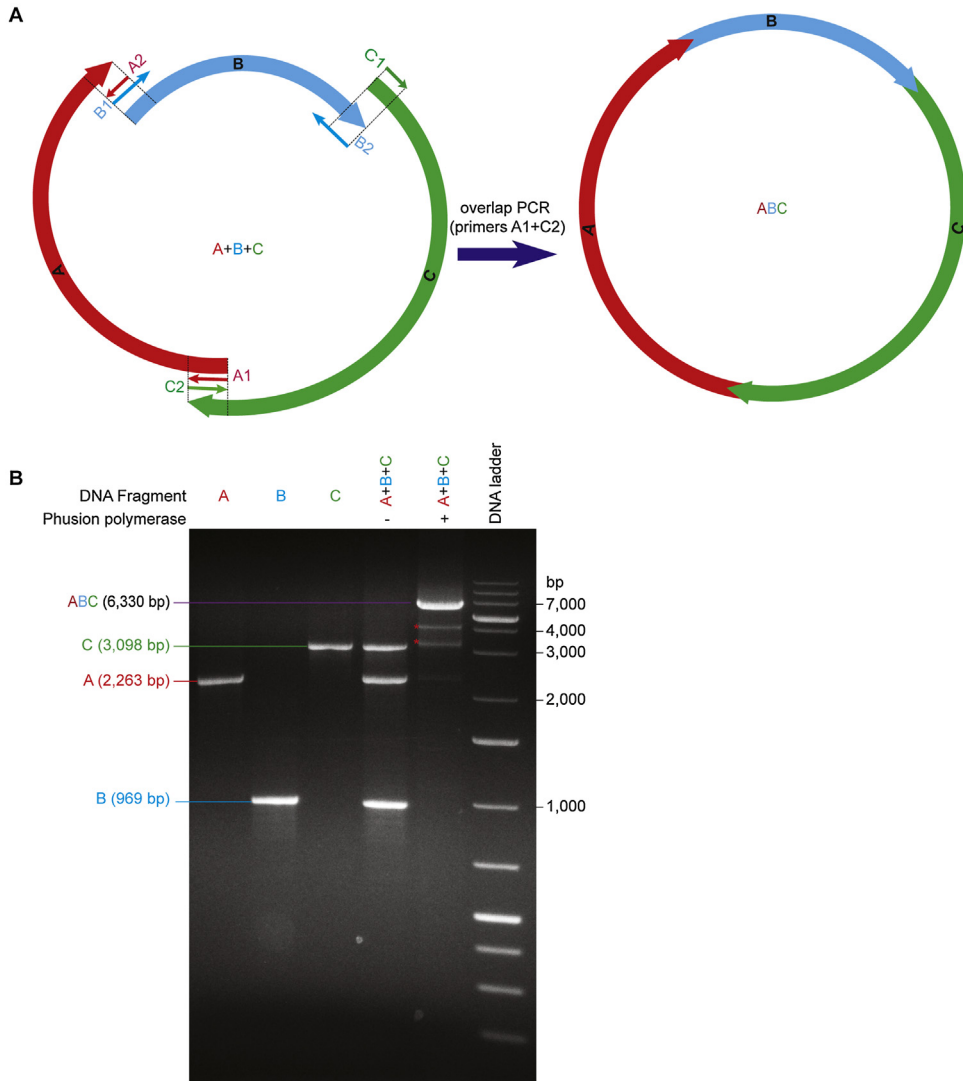 A
B
A2
B1
A
C1
B2
C
A+B+C
A1
C2
overlap PCR
(primers A1+C2)
B
A
C
ABC
B
DNA Fragment A B C A+B+C A+B+C DNA ladder
Phusion polymerase - +
bp
ABC (6,330 bp)
7,000
*
4,000
C (3,098 bp)
*
3,000
A (2,263 bp)
2,000
B (969 bp)
1,000